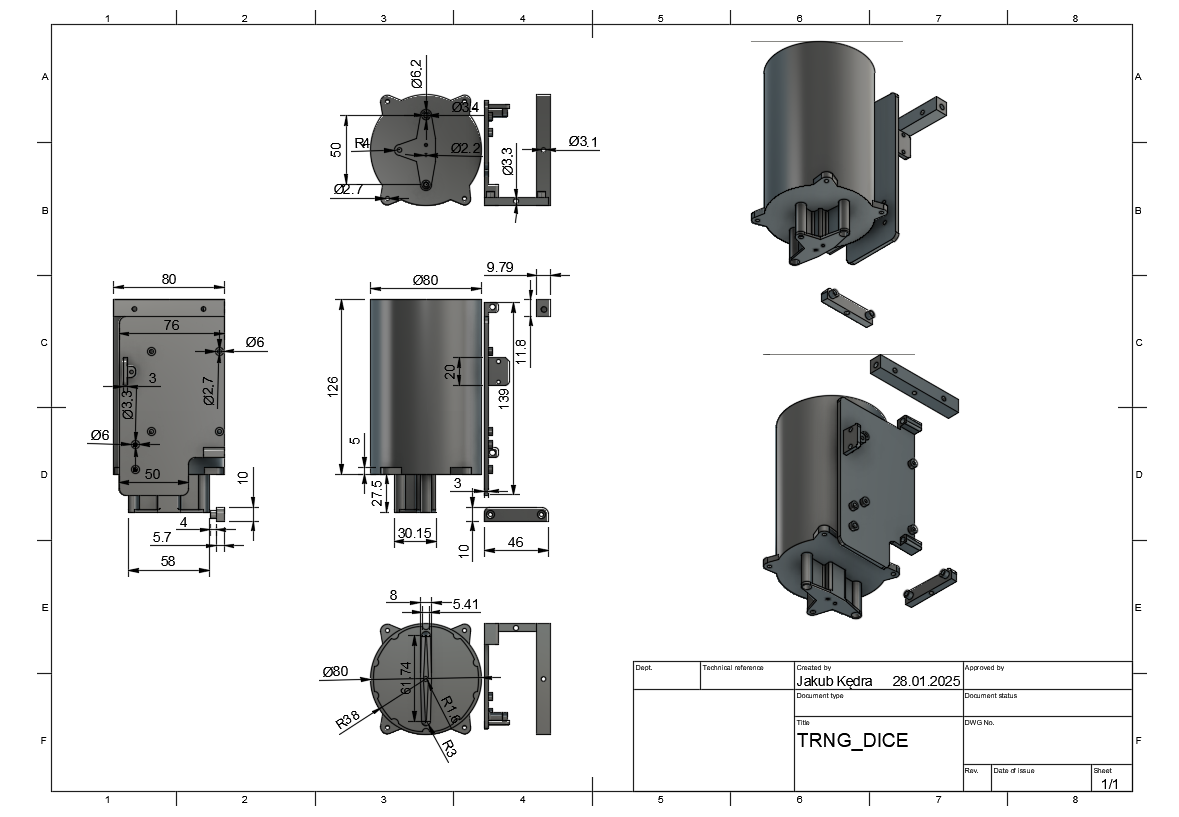 1 2 3 4 5 6 7 8
A A
B B
C C
D D
E E
F F
Ø6.2
Ø3.4
50
R4
Ø2.2
Ø2.7
Ø3.3
Ø3.1
80
76
Ø6
3
Ø3.3
Ø2.7
Ø6
50
10
4
5.7
58
9.79
Ø80
11.8
126
20
139
5
27.5
3
30.15
10
46
8
5.41
Ø80
61.74
R38
R1.6
R3
Dept.
Technical reference
Created by
Approved by
Jakub Kędra 28.01.2025
Document type
Document status
Title
DWG No.
TRNG_DICE
Rev.
Date of issue
Sheet
1/1
1 2 3 4 5 6 7 8